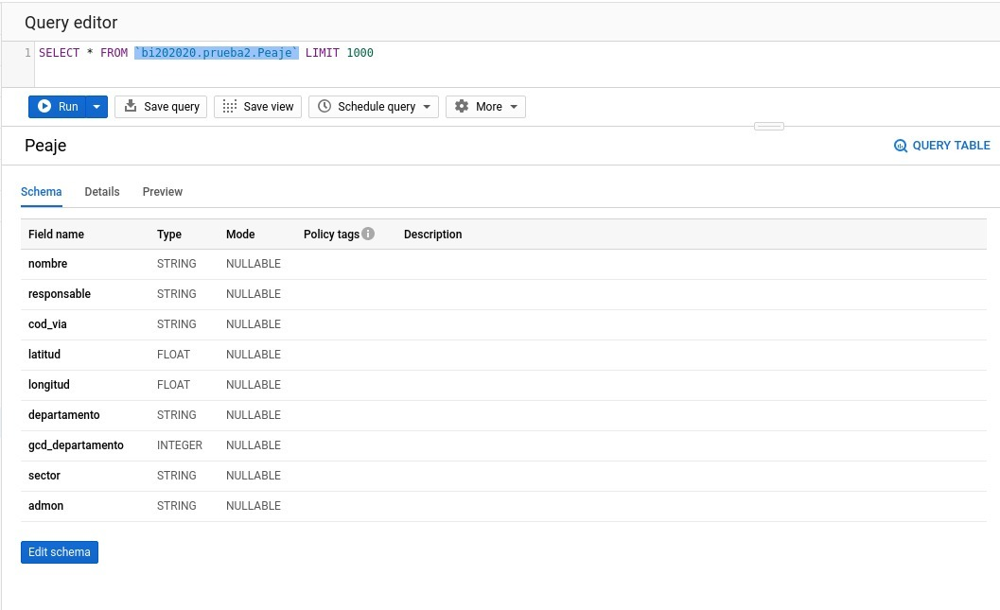 Query editor
1 SELECT * FROM `bi202020.prueba2.Peaje` LIMIT 1000
Run Save query Save view Schedule query More
Peaje QUERY TABLE
Schema Details Preview
Field name Type Mode Policy tags Description
nombre STRING NULLABLE
responsable STRING NULLABLE
cod_via STRING NULLABLE
latitud FLOAT NULLABLE
longitud FLOAT NULLABLE
departamento STRING NULLABLE
gcd_departamento INTEGER NULLABLE
sector STRING NULLABLE
admon STRING NULLABLE
Edit schema